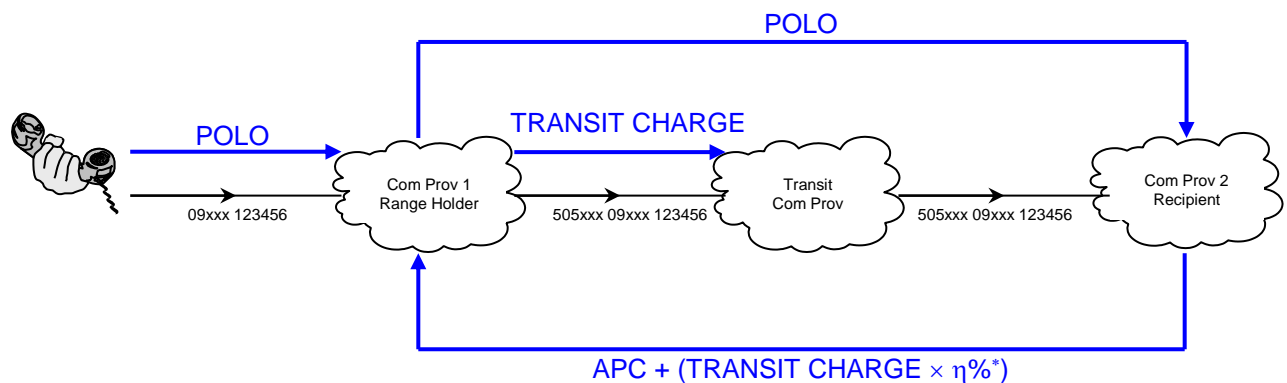 POLO
POLO
TRANSIT CHARGE
Com Prov 1
Range Holder
Transit
Com Prov
Com Prov 2
Recipient
09xxx 123456
505xxx 09xxx 123456
505xxx 09xxx 123456
APC + (TRANSIT CHARGE × η%*)